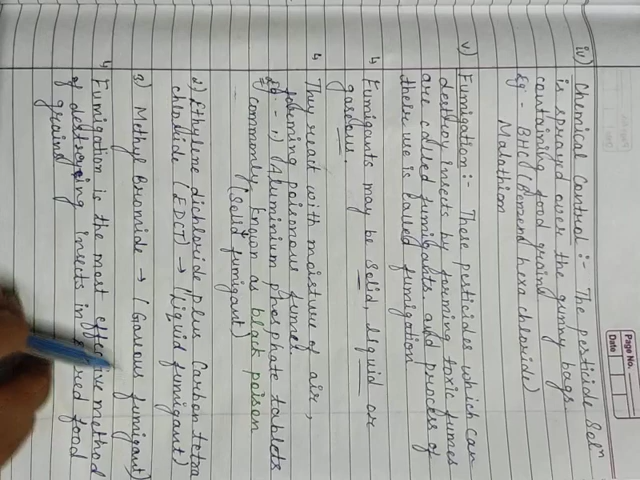 Page No.
Date
iv) Chemical Control :- The pesticide Solⁿ
is sprayed over the gunny bags
containing food grains
Eg - BHC (Benzend hexa chloride)
Malathion
v) Fumigation :- These pesticides which can
destroy insects by forming toxic fumes
are called fumigants. and process of
there use is called fumigation
↳ Fumigants may be Solid, liquid or
gaseous.
↳ They react with moisture of air,
forming poisonous fumes.
Eg - 1) (Aluminium phosphate tablets
commonly known as black poison
(Solid fumigant)
2) Ethylene dichloride plus Carbon tetra
chloride (EDCT) → (liquid fumigant)
3) Methyl Bromide → (Gaseous fumigant)
↳ Fumigation is the most effective method
of destroying insects in red food
grains